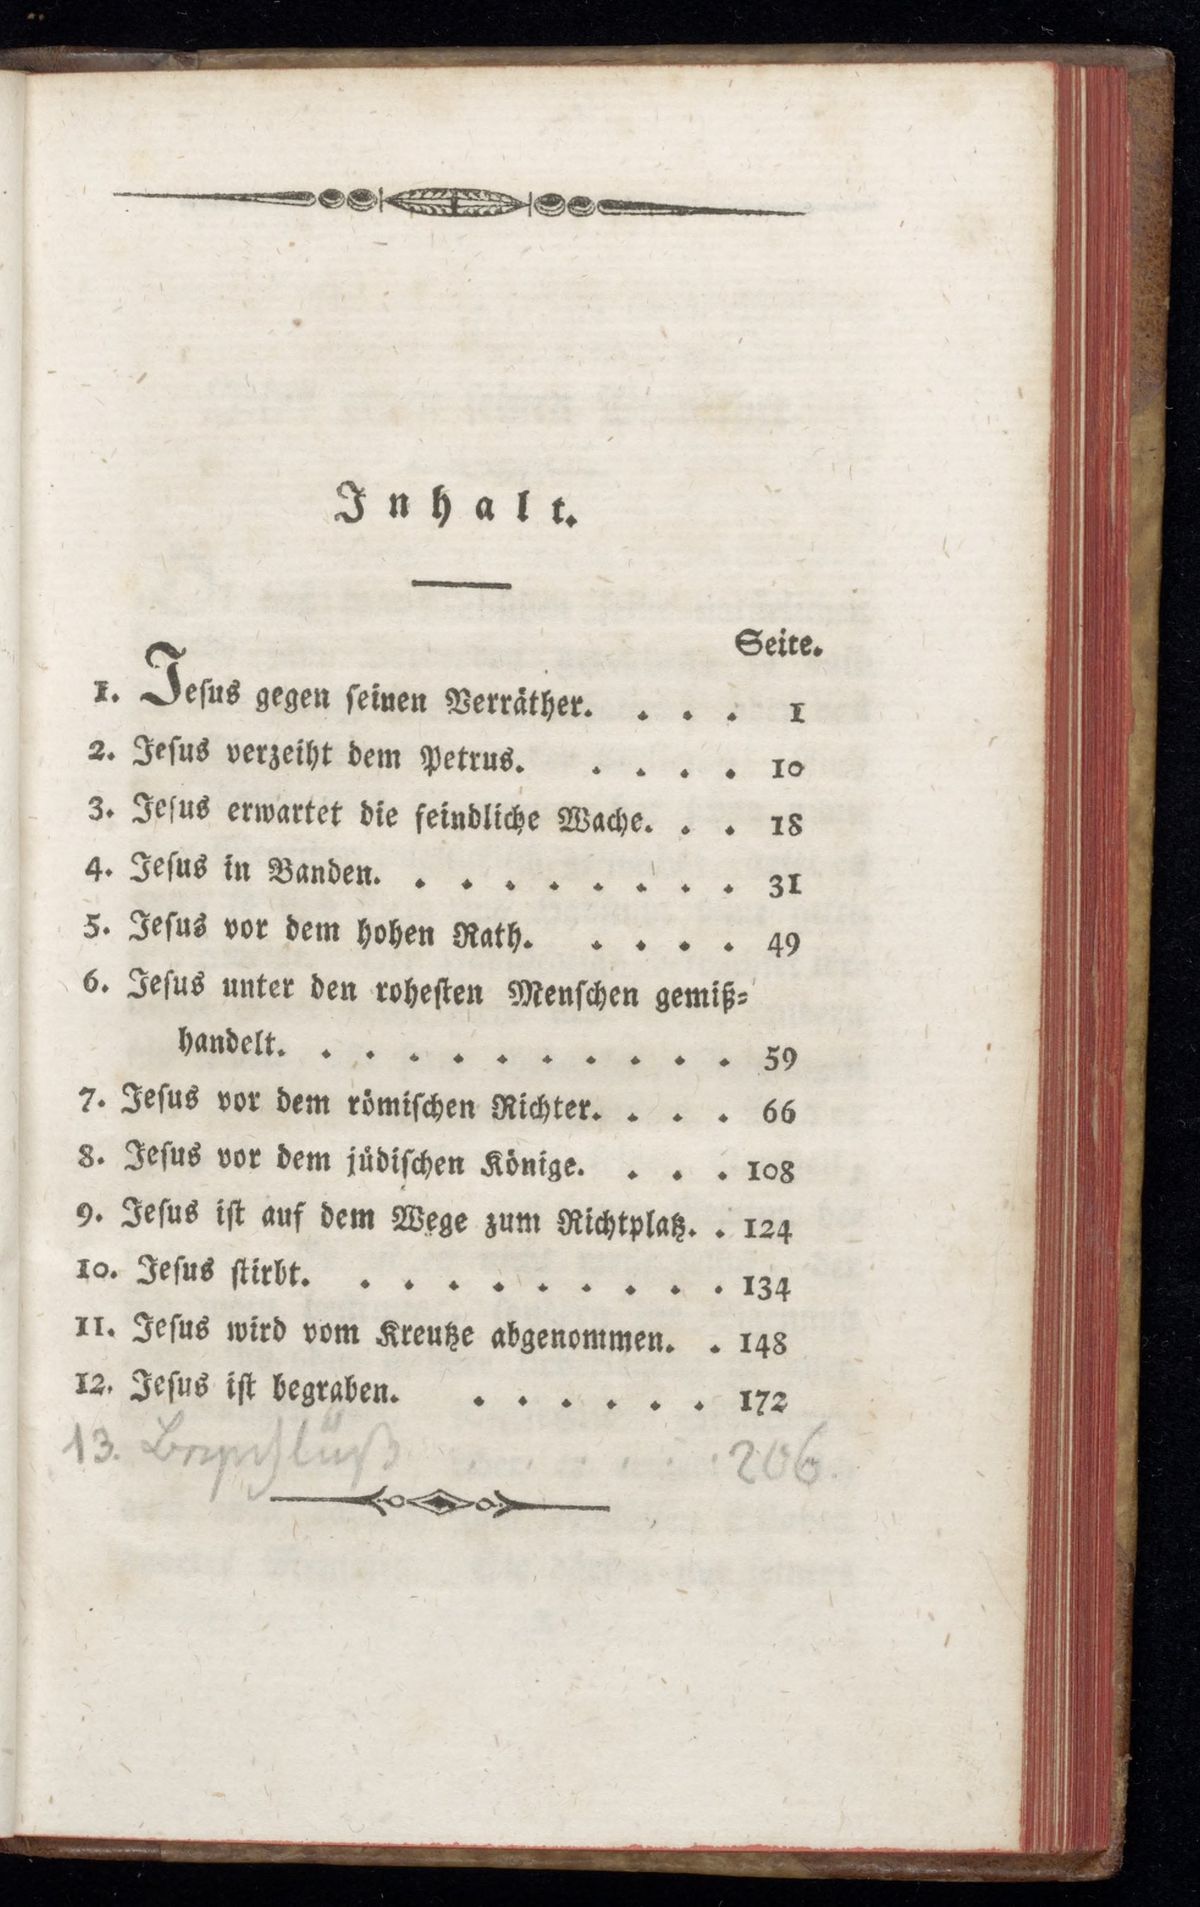 Inhalt.
Seite.
1. Jeſus gegen ſeinen Verräther. . . . 1
2. Jeſus verzeiht dem Petrus. . . . . 10
3. Jeſus erwartet die feindliche Wache. . . 18
4. Jeſus in Banden. . . . . . . . . 31
5. Jeſus vor dem hohen Rath. . . . . 49
6. Jeſus unter den roheſten Menſchen gemiß-
handelt. . . . . . . . . . . 59
7. Jeſus vor dem römiſchen Richter. . . . 66
8. Jeſus vor dem jüdiſchen Könige. . . . 108
9. Jeſus iſt auf dem Wege zum Richtplatz. . 124
10. Jeſus ſtirbt. . . . . . . . . . 134
11. Jeſus wird vom Kreutze abgenommen. . 148
12. Jeſus iſt begraben. . . . . . . 172
13. . . . . . 206.